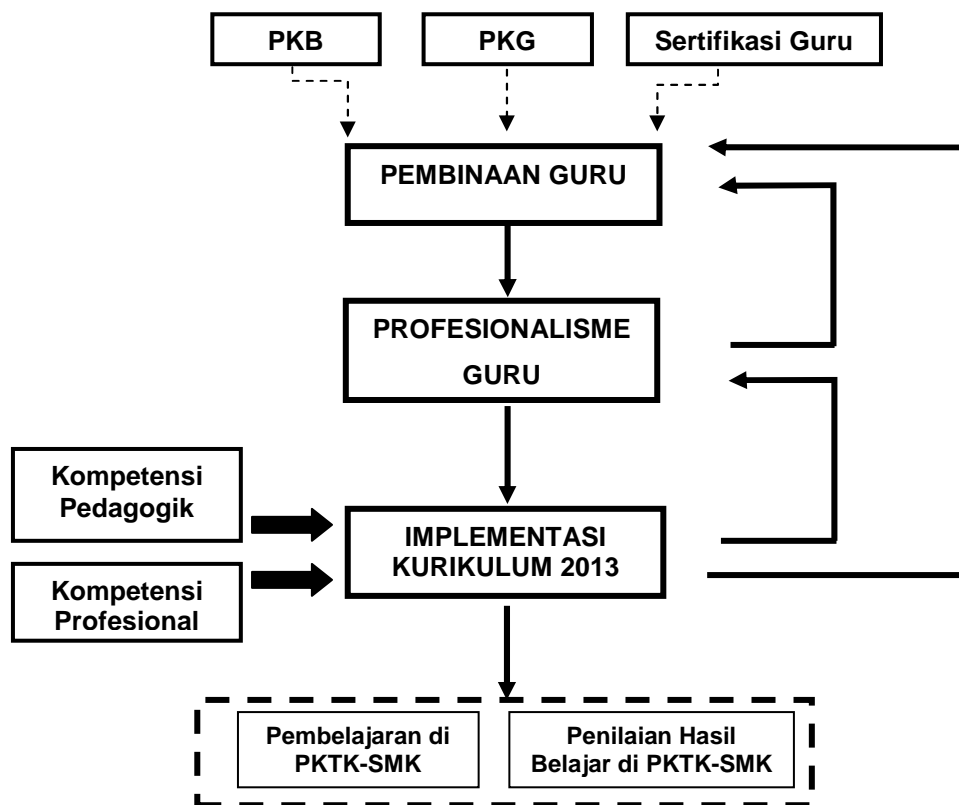 PKB
PKG
Sertifikasi Guru
PEMBINAAN GURU
PROFESIONALISME
GURU
Kompetensi
Pedagogik
IMPLEMENTASI
KURIKULUM 2013
Kompetensi
Profesional
Pembelajaran di
PKTK-SMK
Penilaian Hasil
Belajar di PKTK-SMK